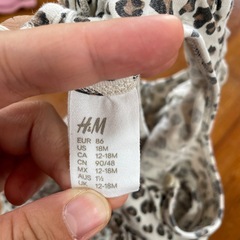 H&M
EUR 86
US 18M
CA 12-18M
CN 90/48
MX 12-18M
AUS 1½
UK 12-18M